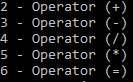 2 - Operator (+)
3 - Operator (-)
4 - Operator (/)
5 - Operator (*)
6 - Operator (=)